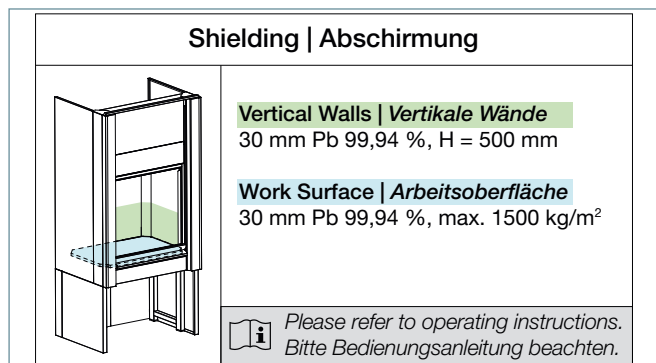 Shielding | Abschirmung
Vertical Walls | Vertikale Wände
30 mm Pb 99,94 %, H = 500 mm
Work Surface | Arbeitsoberfläche
30 mm Pb 99,94 %, max. 1500 kg/m²
Please refer to operating instructions.
Bitte Bedienungsanleitung beachten.